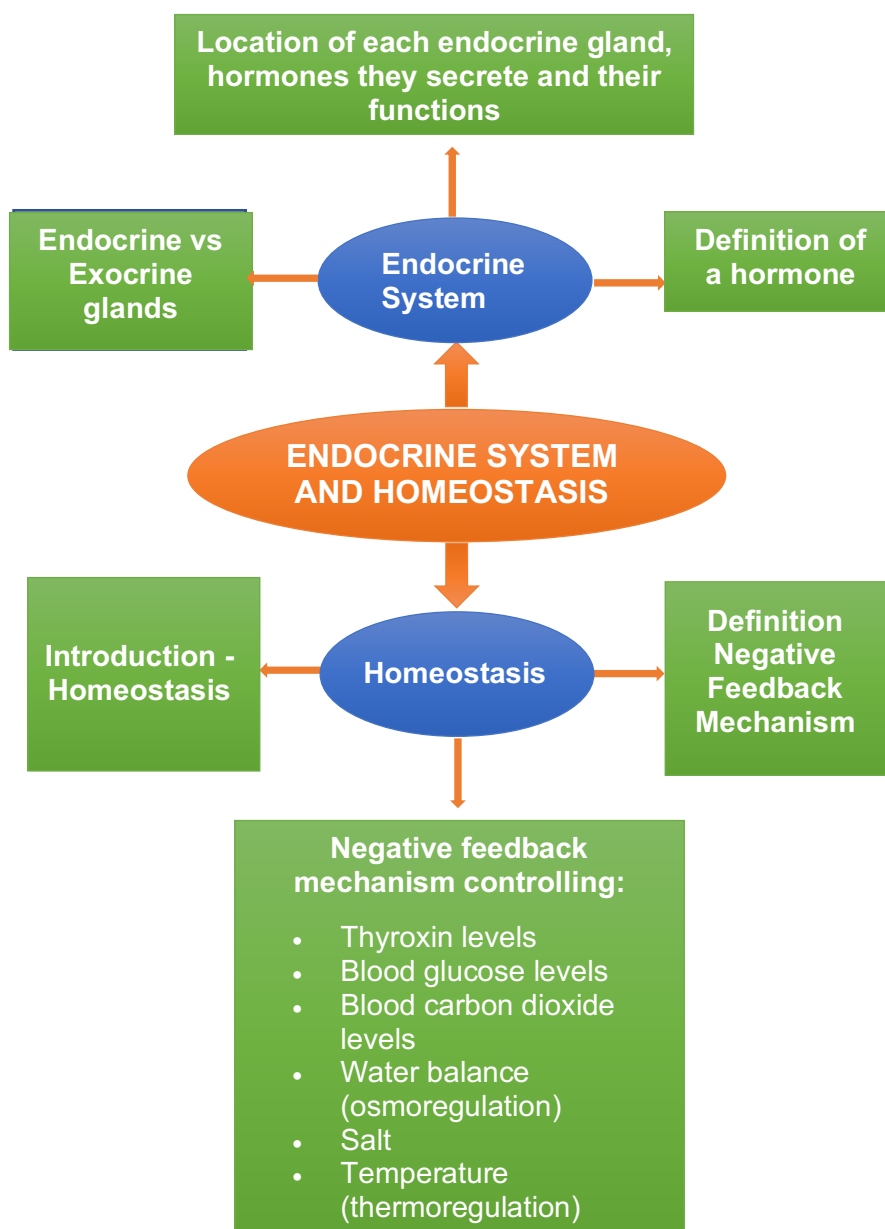 Location of each endocrine gland,
hormones they secrete and their
functions
Endocrine vs
Exocrine
glands
Endocrine
System
Definition of
a hormone
ENDOCRINE SYSTEM
AND HOMEOSTASIS
Introduction -
Homeostasis
Homeostasis
Definition
Negative
Feedback
Mechanism
Negative feedback
mechanism controlling:
• Thyroxin levels
• Blood glucose levels
• Blood carbon dioxide
levels
• Water balance
(osmoregulation)
• Salt
• Temperature
(thermoregulation)